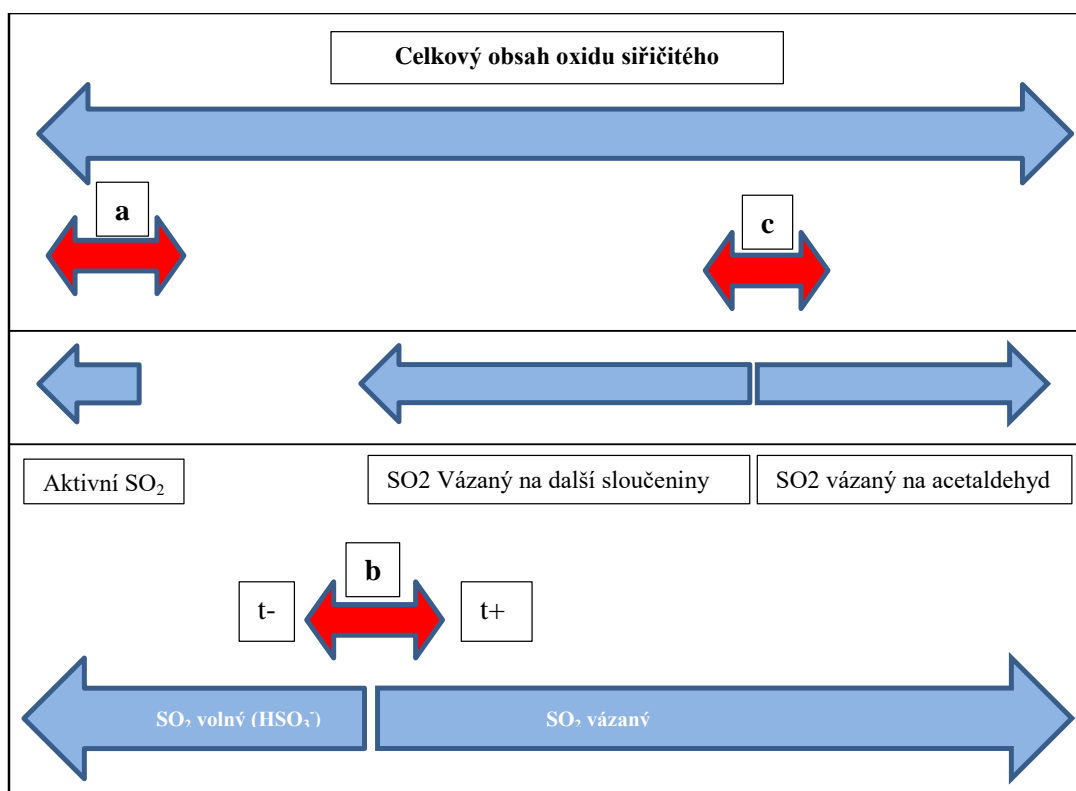 Celkový obsah oxidu siřičitého
a
c
Aktivní SO₂
SO2 Vázaný na další sloučeniny
SO2 vázaný na acetaldehyd
b
t-
t+
SO₂ volný (HSO₃⁻)
SO₂ vázaný